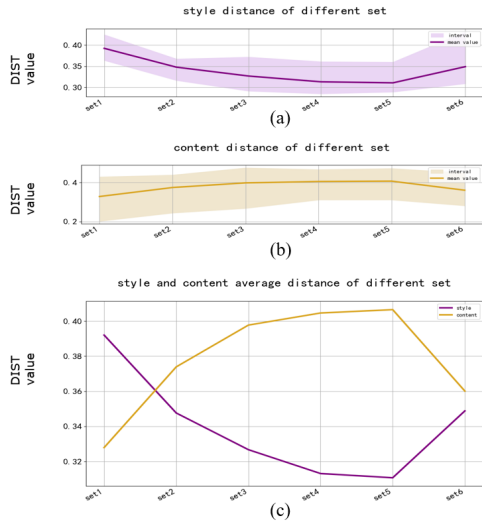 style distance of different set
DIST
value
0.40
0.35
0.30
interval
mean value
set1
set2
set3
set4
set5
set6
(a)
content distance of different set
DIST
value
0.4
0.2
interval
mean value
set1
set2
set3
set4
set5
set6
(b)
style and content average distance of different set
DIST
value
0.40
0.38
0.36
0.34
0.32
style
content
set1
set2
set3
set4
set5
set6
(c)